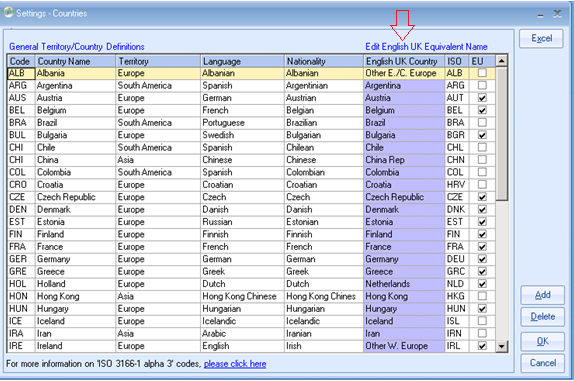 Settings - Countries
General Territory/Country Definitions Edit English UK Equivalent Name
Excel
Code Country Name Territory Language Nationality English UK Country ISO EU
ALB Albania Europe Albanian Albanian Other E./C. Europe ALB
ARG Argentina South America Spanish Argentinian Argentina ARG
AUS Austria Europe German Austrian Austria AUT
BEL Belgium Europe French Belgian Belgium BEL
BRA Brazil South America Portuguese Brazilian Brazil BRA
BUL Bulgaria Europe Swedish Bulgarian Bulgaria BGR
CHI Chile South America Spanish Chilean Chile CHL
CHI China Asia Chinese Chinese China Rep CHN
COL Colombia South America Spanish Colombian Colombia COL
CRO Croatia Europe Croatian Croatian Croatia HRV
CZE Czech Republic Europe Czech Czech Czech Republic CZE
DEN Denmark Europe Danish Danish Denmark DNK
EST Estonia Europe Russian Estonian Estonia EST
FIN Finland Europe Finnish Finnish Finland FIN
FRA France Europe French French France FRA
GER Germany Europe German German Germany DEU
GRE Greece Europe Greek Greek Greece GRC
HOL Holland Europe Dutch Dutch Netherlands NLD
HON Hong Kong Asia Hong Kong Chinese Hong Kong Chines Hong Kong HKG
HUN Hungary Europe Hungarian Hungarian Hungary HUN
ICE Iceland Europe Icelandic Icelandic Iceland ISL
IRA Iran Asia Arabic Iranian Iran IRN
IRE Ireland Europe English Irish Other W. Europe IRL
Add
Delete
OK
Cancel
For more information on 'ISO 3166-1 alpha 3' codes, please click here